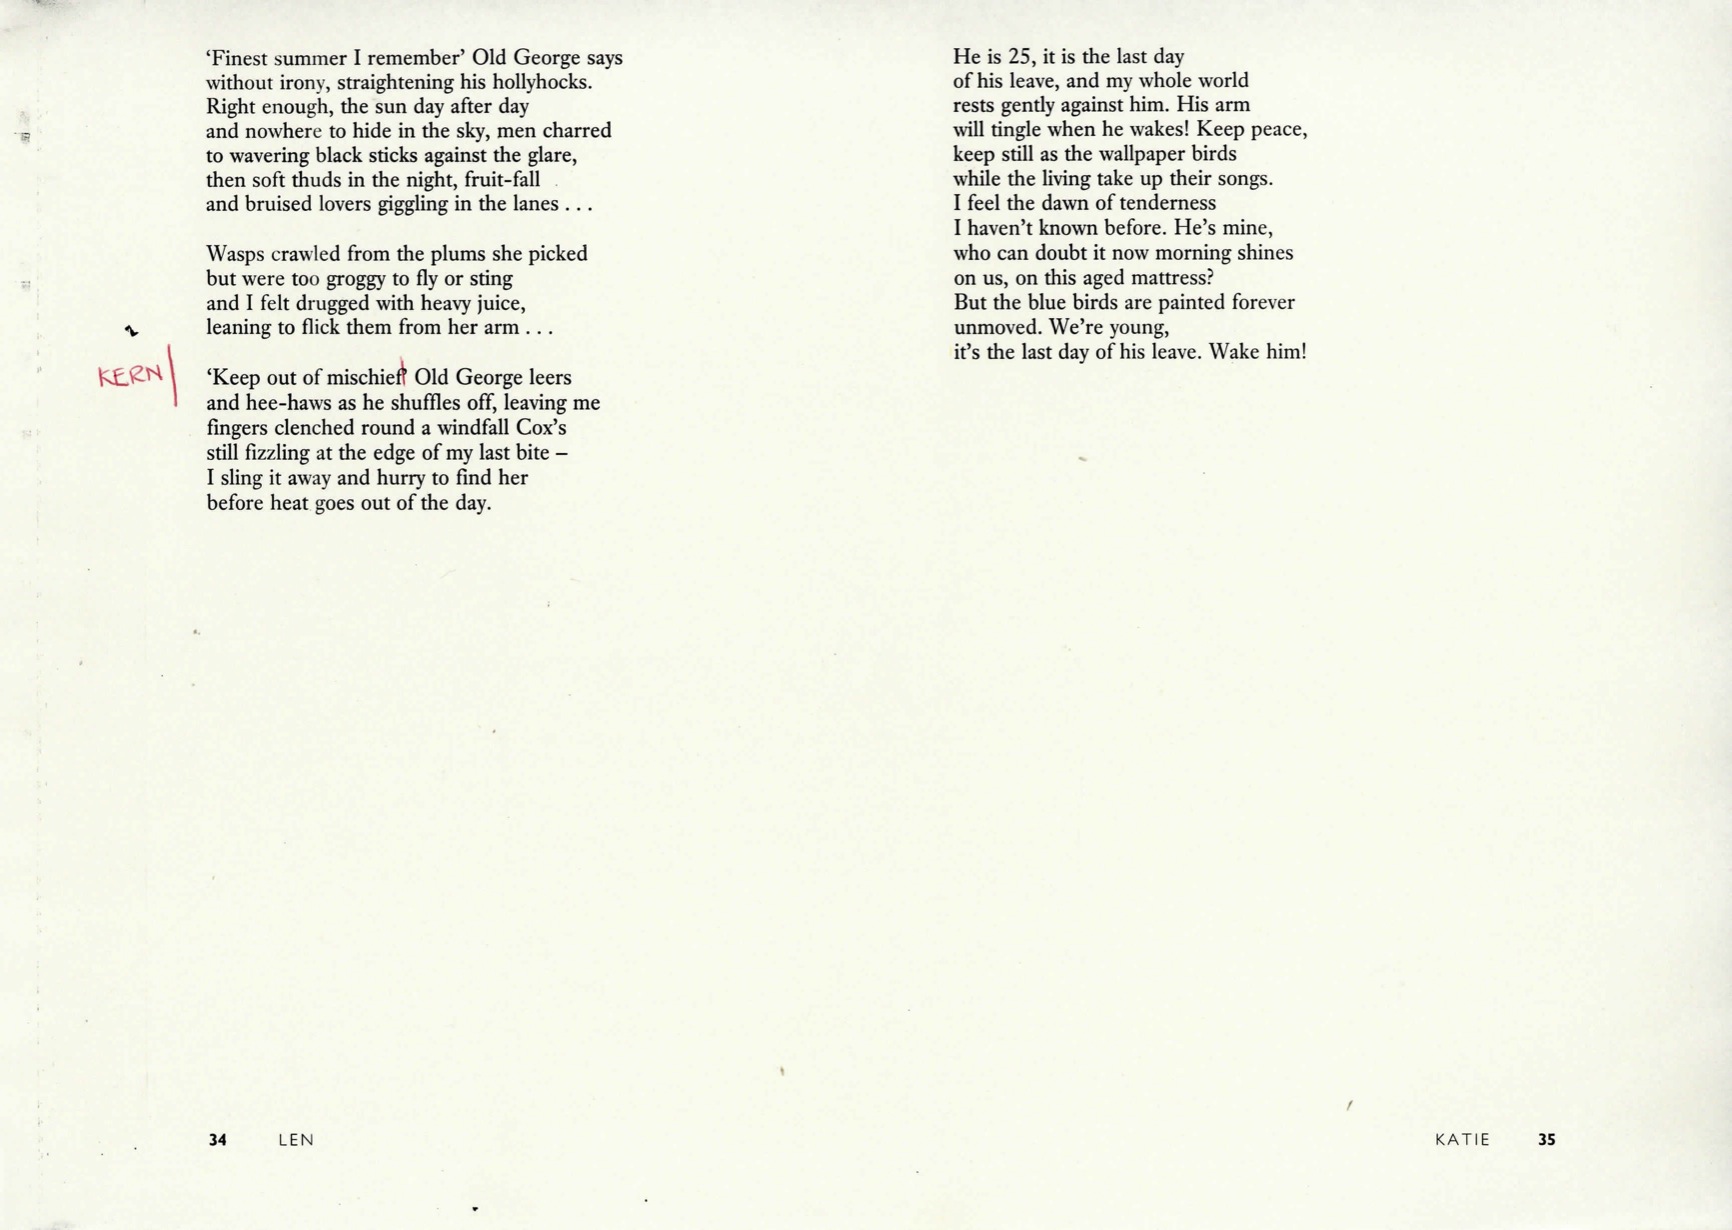 ‘Finest summer I remember’ Old George says
without irony, straightening his hollyhocks.
Right enough, the sun day after day
and nowhere to hide in the sky, men charred
to wavering black sticks against the glare,
then soft thuds in the night, fruit-fall
and bruised lovers giggling in the lanes . . .

Wasps crawled from the plums she picked
but were too groggy to fly or sting
and I felt drugged with heavy juice,
leaning to flick them from her arm . . .

KERN
‘Keep out of mischief’ Old George leers
and hee-haws as he shuffles off, leaving me
fingers clenched round a windfall Cox’s
still fizzling at the edge of my last bite –
I sling it away and hurry to find her
before heat goes out of the day.

34 LEN

He is 25, it is the last day
of his leave, and my whole world
rests gently against him. His arm
will tingle when he wakes! Keep peace,
keep still as the wallpaper birds
while the living take up their songs.
I feel the dawn of tenderness
I haven’t known before. He’s mine,
who can doubt it now morning shines
on us, on this aged mattress?
But the blue birds are painted forever
unmoved. We’re young,
it’s the last day of his leave. Wake him!

KATIE 35